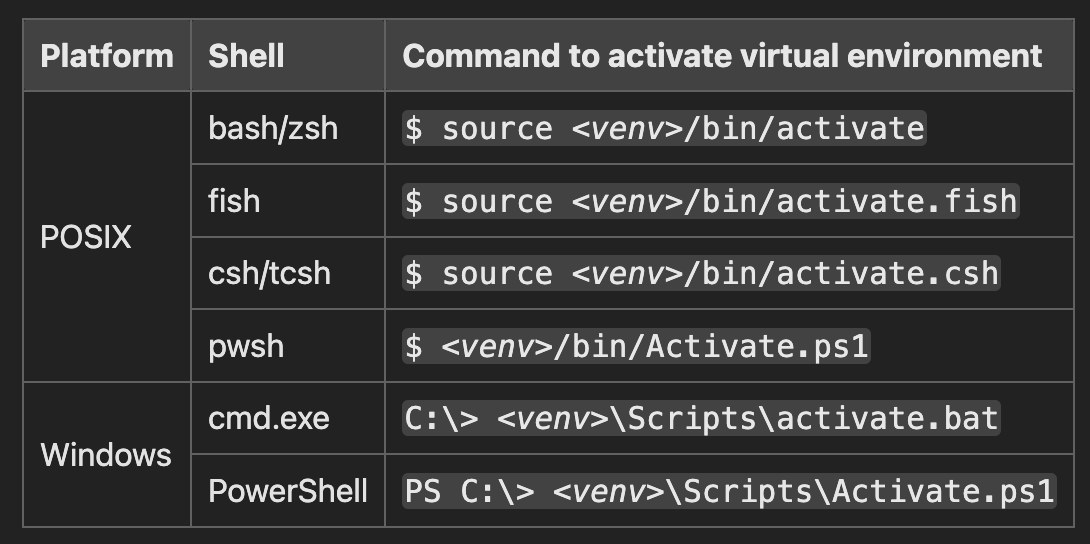 Platform Shell Command to activate virtual environment
POSIX bash/zsh $ source <venv>/bin/activate
fish $ source <venv>/bin/activate.fish
csh/tcsh $ source <venv>/bin/activate.csh
pwsh $ <venv>/bin/Activate.ps1
Windows cmd.exe C:\> <venv>\Scripts\activate.bat
PowerShell PS C:\> <venv>\Scripts\Activate.ps1